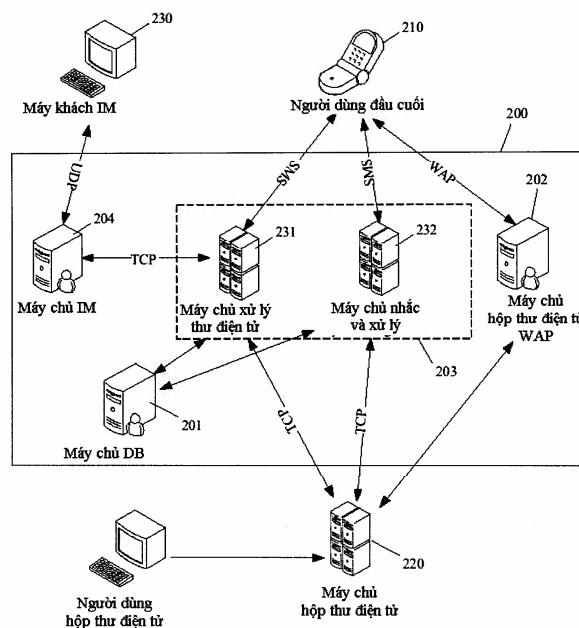 230
210
Máy khách IM
Người dùng đầu cuối
200
UDP
SMS
SMS
WAP
202
204
231
232
TCP
Máy chủ IM
Máy chủ xử lý
thư điện tử
Máy chủ nhắc
và xử lý
Máy chủ
hộp thư điện tử
WAP
203
201
Máy chủ DB
TCP
TCP
220
Người dùng
hộp thư điện tử
Máy chủ
hộp thư điện tử